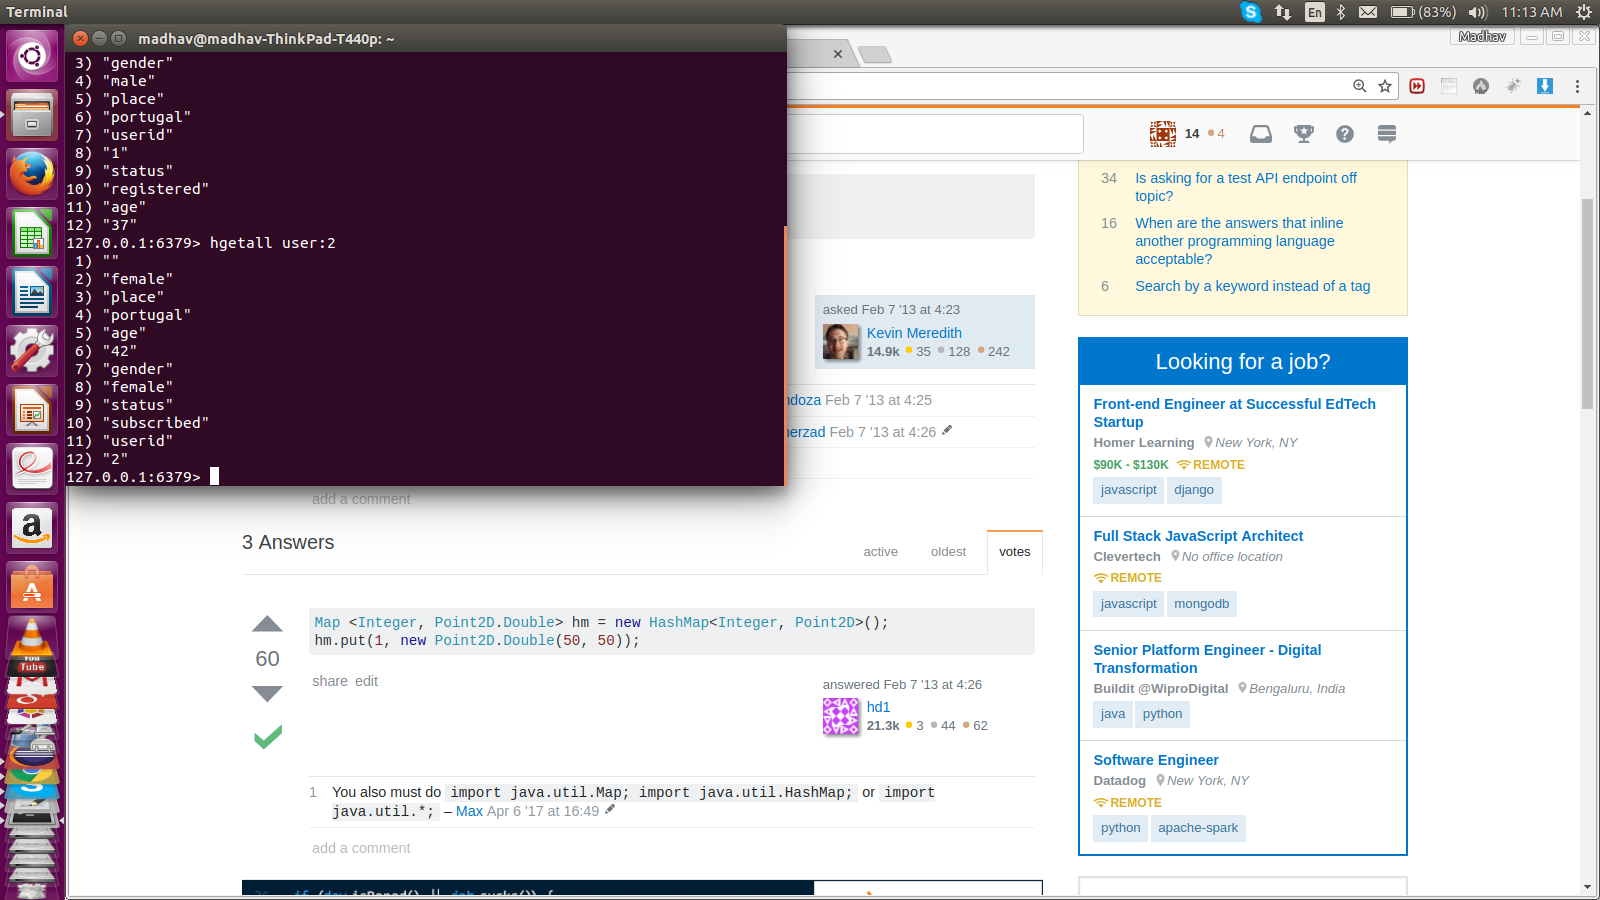 Terminal
En
(83%)
11:13 AM
madhav@madhav-ThinkPad-T440p: ~
Madhav
3) "gender"
4) "male"
5) "place"
6) "portugal"
7) "userid"
8) "1"
9) "status"
10) "registered"
11) "age"
12) "37"
127.0.0.1:6379> hgetall user:2
1) ""
2) "female"
3) "place"
4) "portugal"
5) "age"
6) "42"
7) "gender"
8) "female"
9) "status"
10) "subscribed"
11) "userid"
12) "2"
127.0.0.1:6379>
14 4
34 Is asking for a test API endpoint off
topic?
16 When are the answers that inline
another programming language
acceptable?
6 Search by a keyword instead of a tag
asked Feb 7 '13 at 4:23
Kevin Meredith
14.9k 35 128 242
ndoza Feb 7 '13 at 4:25
herzad Feb 7 '13 at 4:26
add a comment
3 Answers
active oldest votes
60
Map <Integer, Point2D.Double> hm = new HashMap<Integer, Point2D>();
hm.put(1, new Point2D.Double(50, 50));
share edit
answered Feb 7 '13 at 4:26
hd1
21.3k 3 44 62
1 You also must do import java.util.Map; import java.util.HashMap; or import
java.util.*; – Max Apr 6 '17 at 16:49
add a comment
Looking for a job?
Front-end Engineer at Successful EdTech
Startup
Homer Learning New York, NY
$90K - $130K REMOTE
javascript django
Full Stack JavaScript Architect
Clevertech No office location
REMOTE
javascript mongodb
Senior Platform Engineer - Digital
Transformation
Buildit @WiproDigital Bengaluru, India
java python
Software Engineer
Datadog New York, NY
REMOTE
python apache-spark
You
Tube